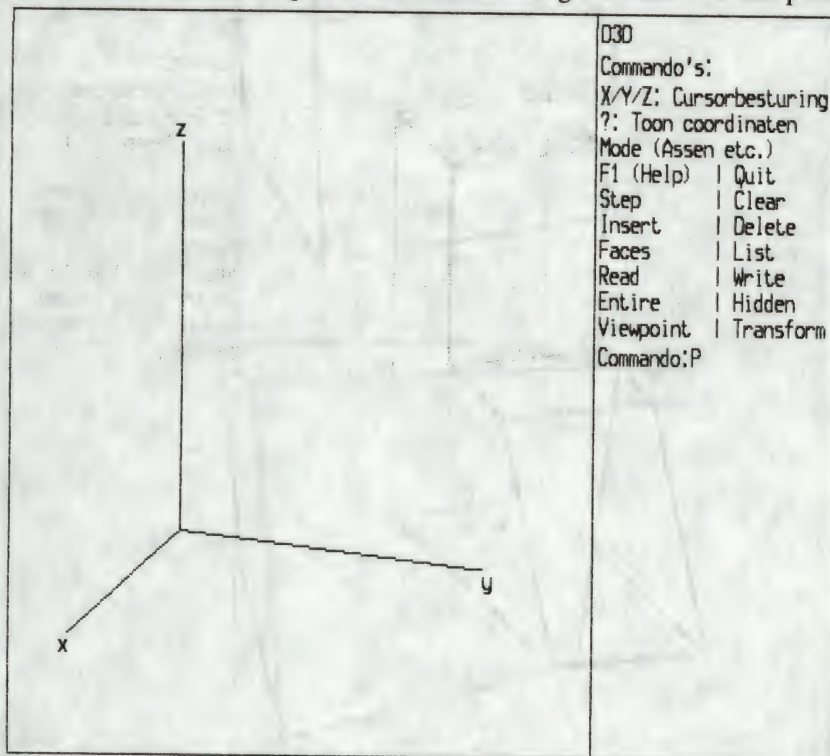 z
x
y
D3D
Commando's:
X/Y/Z: Cursorbesturing
?: Toon coordinaten
Mode (Assen etc.)
F1 (Help) | Quit
Step | Clear
Insert | Delete
Faces | List
Read | Write
Entire | Hidden
Viewpoint | Transform
Commando:P